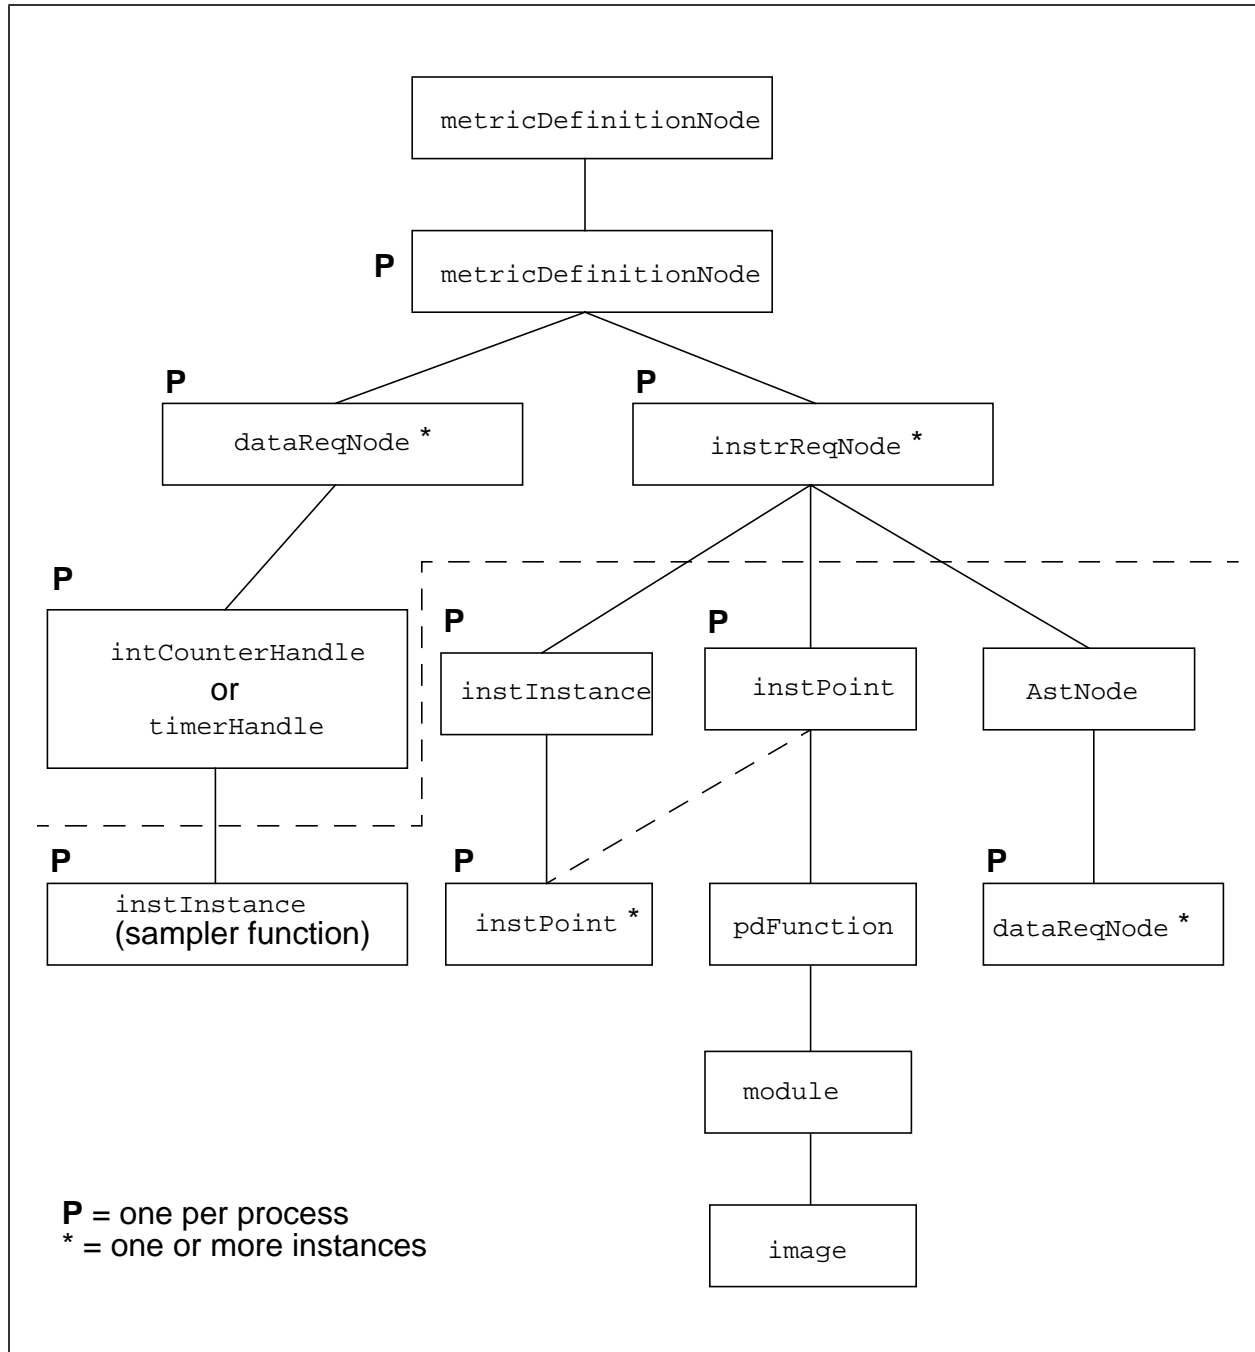 metricDefinitionNode
P
metricDefinitionNode
P
P
dataReqNode *
instrReqNode *
P
P
P
intCounterHandle
or
timerHandle
instInstance
instPoint
AstNode
P
P
P
instInstance
(sampler function)
instPoint *
pdFunction
dataReqNode *
module
P = one per process
* = one or more instances
image